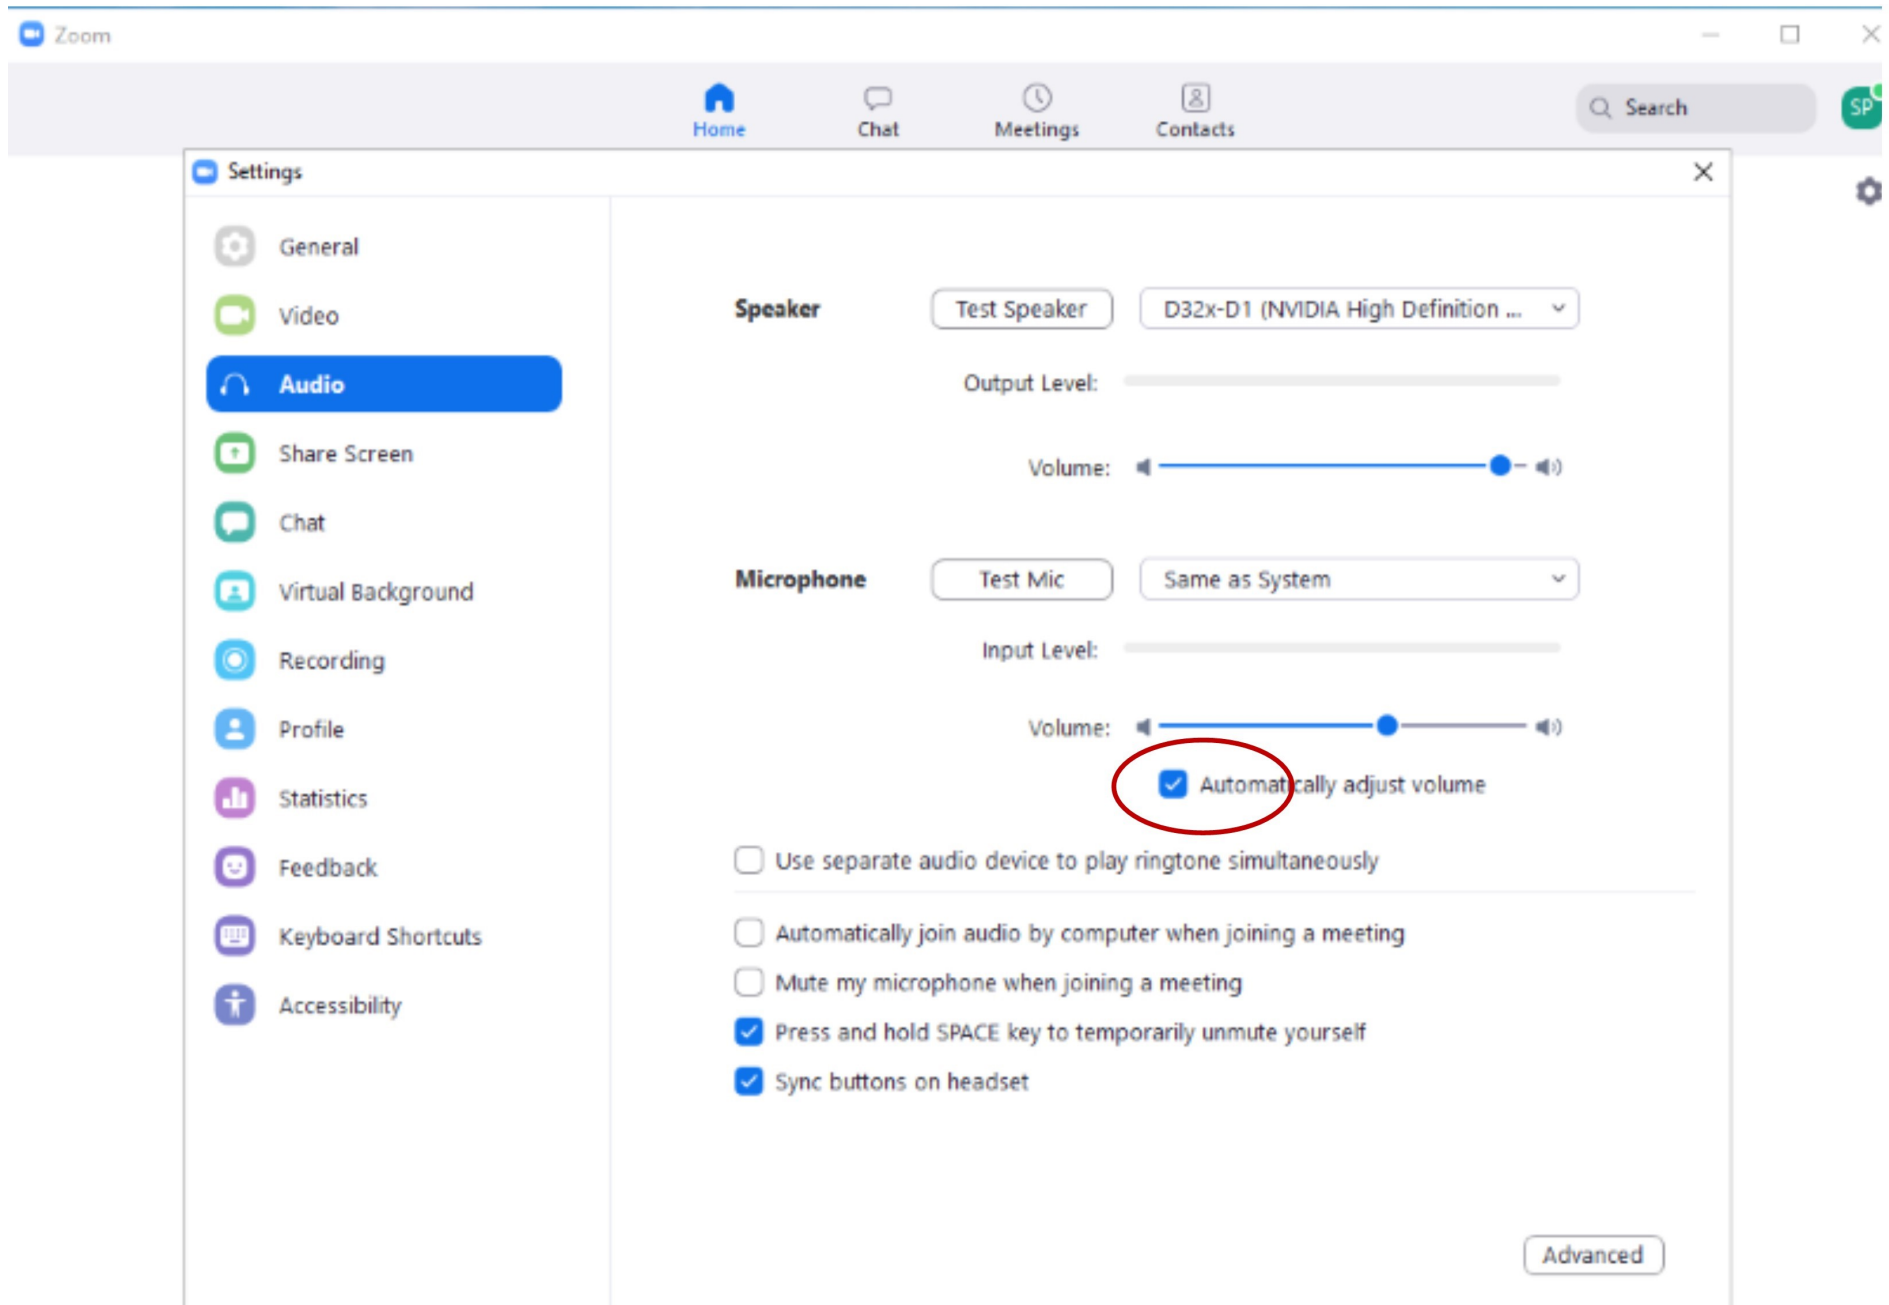 Zoom
Home
Chat
Meetings
Contacts
Search
SP
Settings
General
Video
Audio
Share Screen
Chat
Virtual Background
Recording
Profile
Statistics
Feedback
Keyboard Shortcuts
Accessibility
Speaker
Test Speaker
D32x-D1 (NVIDIA High Definition ...
Output Level:
Volume:
Microphone
Test Mic
Same as System
Input Level:
Volume:
Automatically adjust volume
Use separate audio device to play ringtone simultaneously
Automatically join audio by computer when joining a meeting
Mute my microphone when joining a meeting
Press and hold SPACE key to temporarily unmute yourself
Sync buttons on headset
Advanced